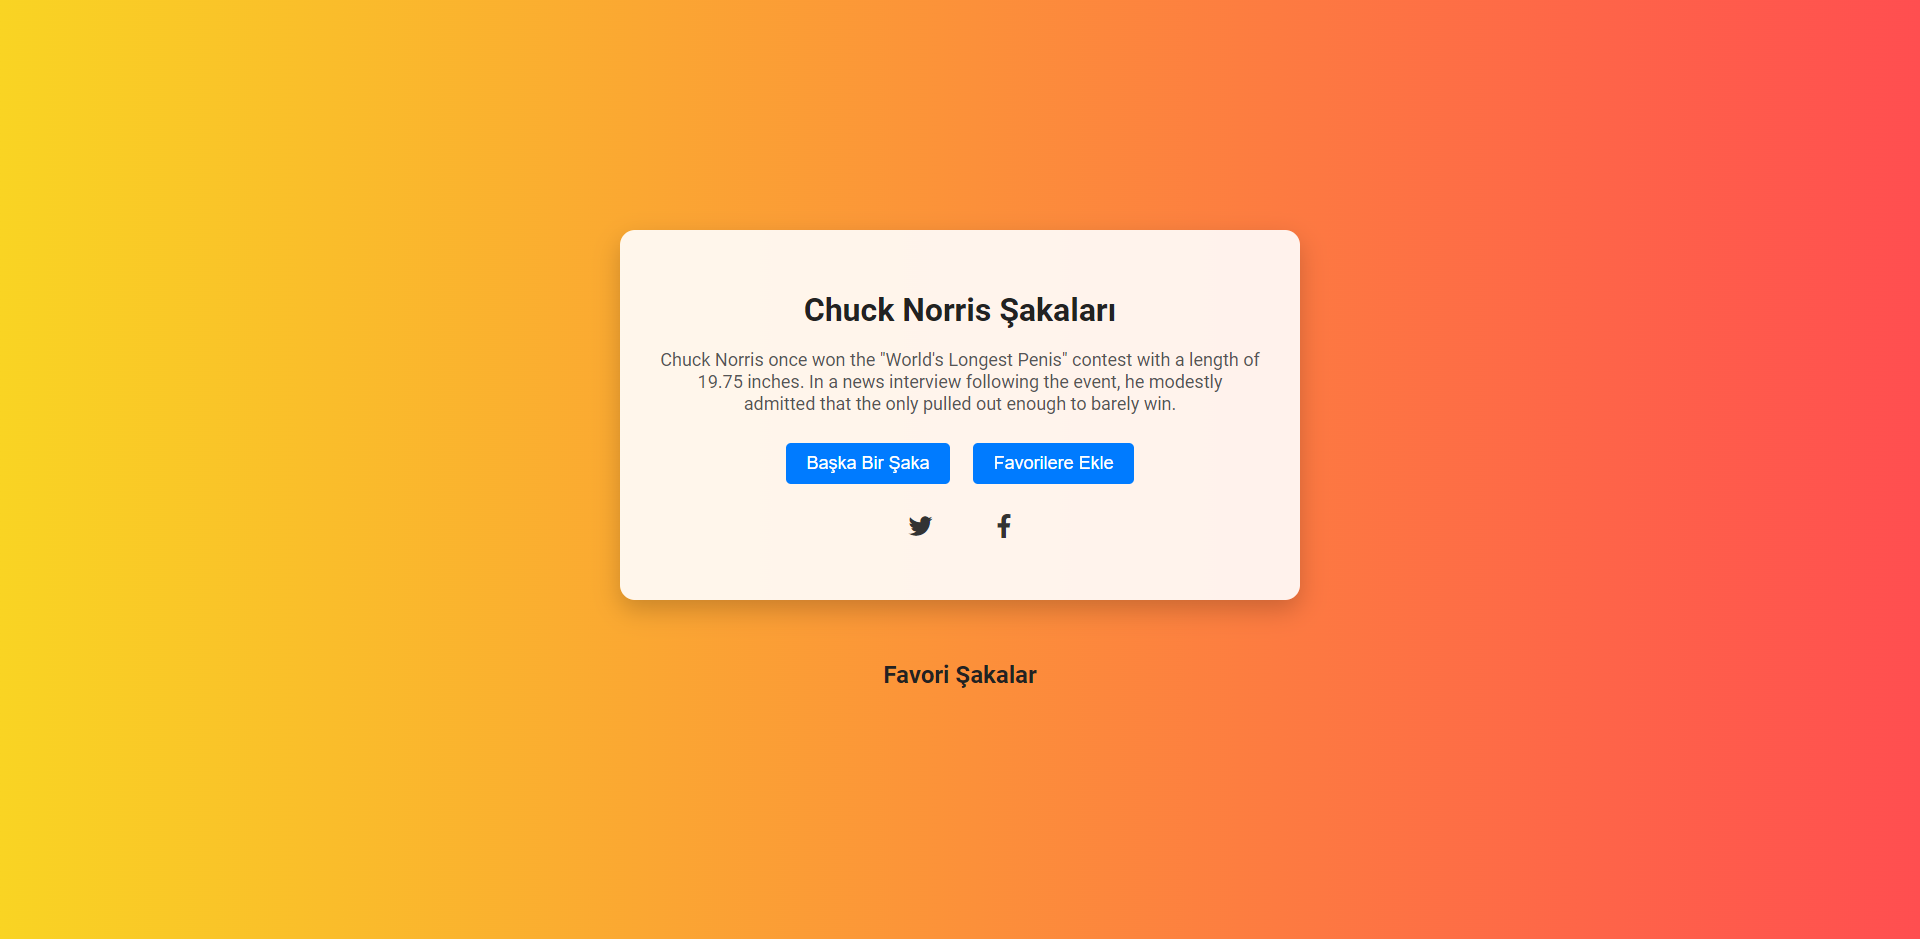 Chuck Norris Şakaları
Chuck Norris once won the "World's Longest Penis" contest with a length of
19.75 inches. In a news interview following the event, he modestly
admitted that the only pulled out enough to barely win.
Başka Bir Şaka
Favorilere Ekle
Favori Şakalar